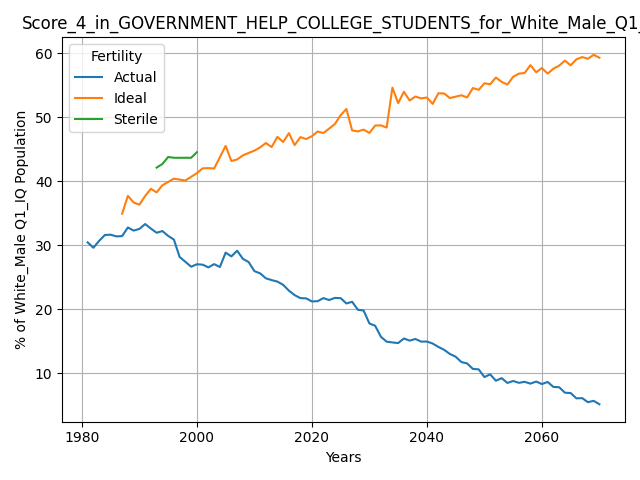 Score_4_in_GOVERNMENT_HELP_COLLEGE_STUDENTS_for_White_Male_Q1_
Fertility
Actual
Ideal
Sterile
% of White_Male Q1_IQ Population
60
50
40
30
20
10
1980 2000 2020 2040 2060
Years